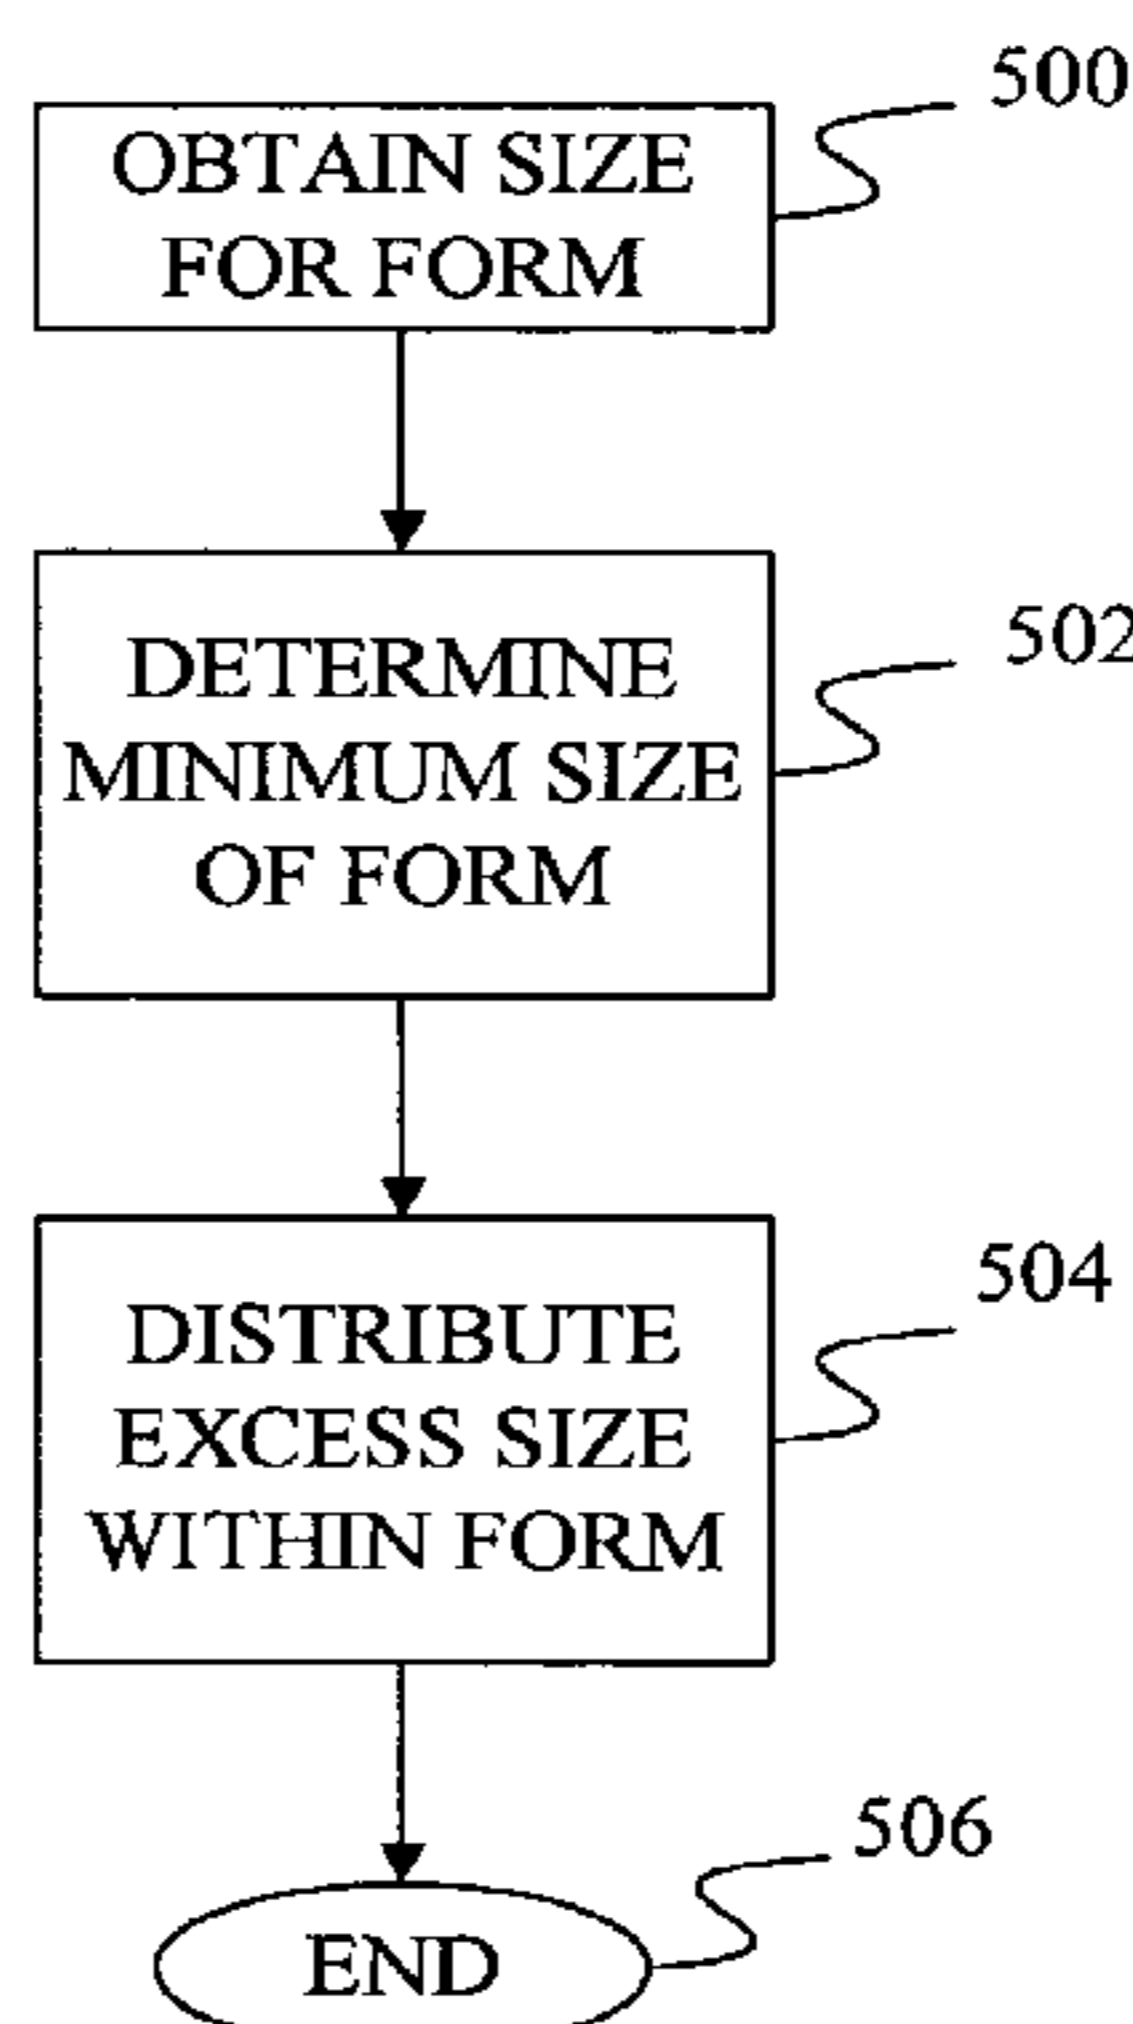 500
OBTAIN SIZE
FOR FORM
502
DETERMINE
MINIMUM SIZE
OF FORM
504
DISTRIBUTE
EXCESS SIZE
WITHIN FORM
506
END